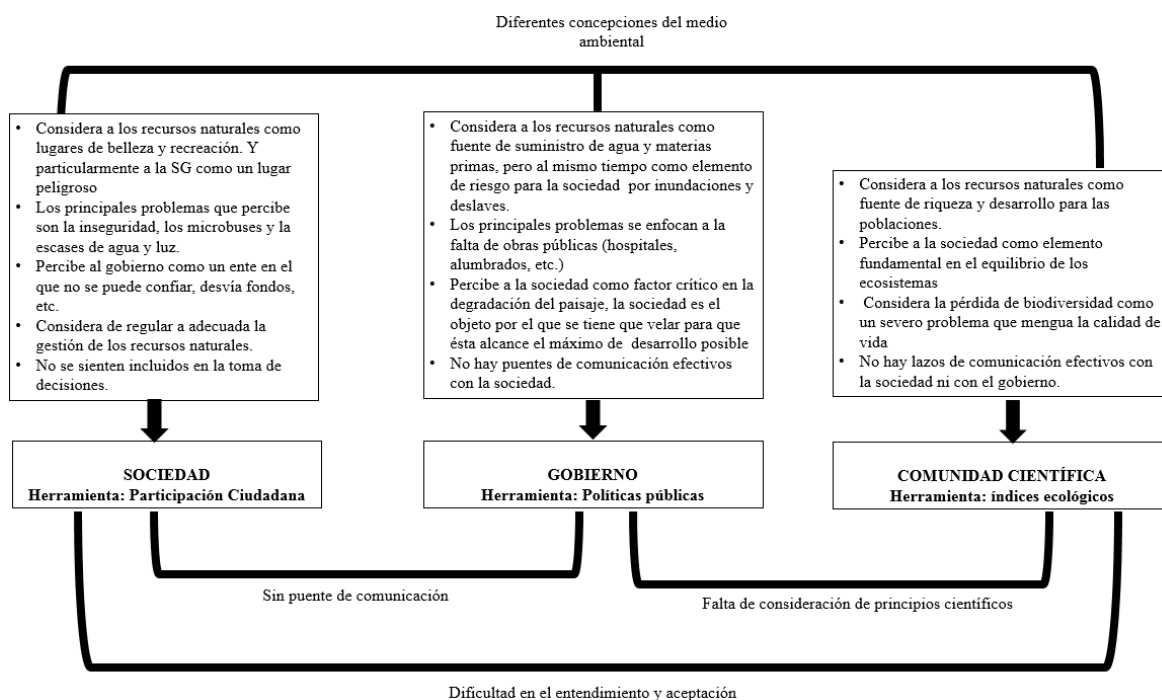 Diferentes concepciones del medio
ambiental
• Considera a los recursos naturales como
lugares de belleza y recreación. Y
particularmente a la SG como un lugar
peligroso
• Los principales problemas que percibe
son la inseguridad, los microbuses y la
escases de agua y luz.
• Percibe al gobierno como un ente en el
que no se puede confiar, desvía fondos,
etc.
• Considera de regular a adecuada la
gestión de los recursos naturales.
• No se sienten incluidos en la toma de
decisiones.
• Considera a los recursos naturales como
fuente de suministro de agua y materias
primas, pero al mismo tiempo como elemento
de riesgo para la sociedad por inundaciones y
deslaves.
• Los principales problemas se enfocan a la
falta de obras públicas (hospitales,
alumbrados, etc.)
• Percibe a la sociedad como factor crítico en la
degradación del paisaje, la sociedad es el
objeto por el que se tiene que velar para que
ésta alcance el máximo de desarrollo posible
• No hay puentes de comunicación efectivos
con la sociedad.
• Considera a los recursos naturales como
fuente de riqueza y desarrollo para las
poblaciones.
• Percibe a la sociedad como elemento
fundamental en el equilibrio de los
ecosistemas
• Considera la pérdida de biodiversidad como
un severo problema que mengua la calidad de
vida
• No hay lazos de comunicación efectivos con
la sociedad ni con el gobierno.
SOCIEDAD
Herramienta: Participación Ciudadana
GOBIERNO
Herramienta: Políticas públicas
COMUNIDAD CIENTÍFICA
Herramienta: índices ecológicos
Sin puente de comunicación
Falta de consideración de principios científicos
Dificultad en el entendimiento y aceptación